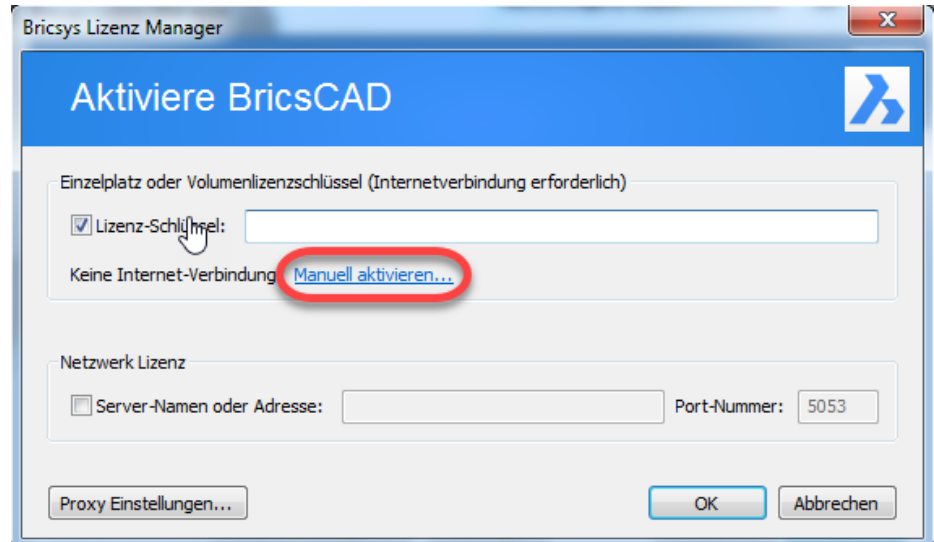 Bricsys Lizenz Manager
Aktiviere BricsCAD
Einzelplatz oder Volumenlizenzschlüssel (Internetverbindung erforderlich)
Lizenz-Schlüssel:
Keine Internet-Verbindung Manuell aktivieren...
Netzwerk Lizenz
Server-Namen oder Adresse: Port-Nummer: 5053
Proxy Einstellungen... OK Abbrechen